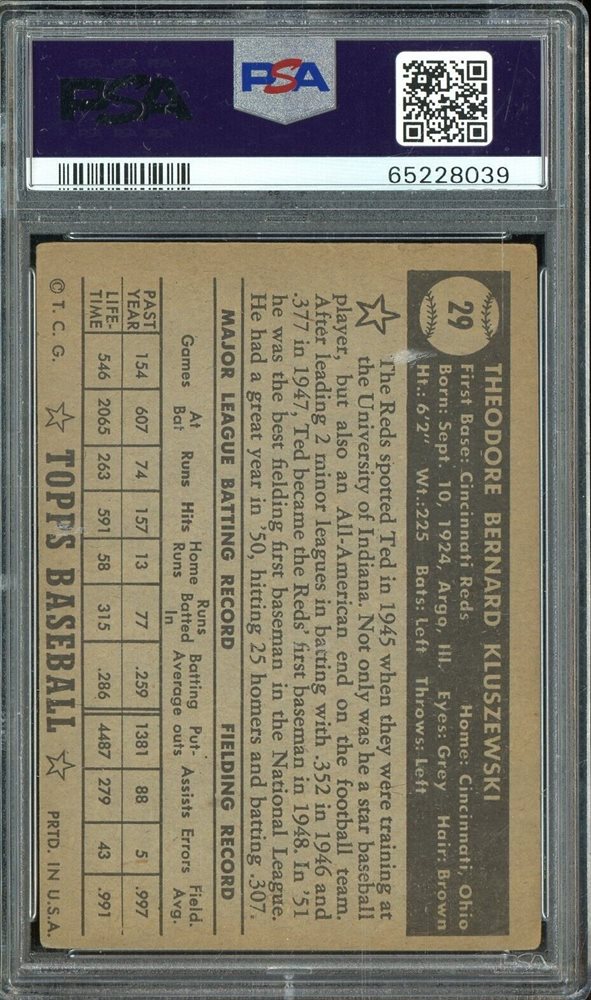 PSA
PSA
65228039
29
THEODORE BERNARD KLUSZEWSKI
First Base: Cincinnati Reds Home: Cincinnati, Ohio
Born: Sept. 10, 1924, Argo, Ill. Eyes: Grey Hair: Brown
Ht.: 6'2" Wt.: 225 Bats: Left Throws: Left
The Reds spotted Ted in 1945 when they were training at
the University of Indiana. Not only was he a star baseball
player, but also an All-American end on the football team.
After leading 2 minor leagues in batting with .352 in 1946 and
.377 in 1947, Ted became the Reds' first baseman in 1948. In '51
he was the best fielding first baseman in the National League.
He had a great year in '50, hitting 25 homers and batting .307.
MAJOR LEAGUE BATTING RECORD FIELDING RECORD
Games At Bat Runs Hits Home Runs Runs Batted In Batting Average Put-outs Assists Errors Field. Avg.
PAST YEAR 154 607 74 157 13 77 .259 1381 88 5 .997
LIFE-TIME 546 2065 263 591 58 315 .286 4487 279 43 .991
© T. C. G. TOPPS BASEBALL PRTD. IN U.S.A.
PSA